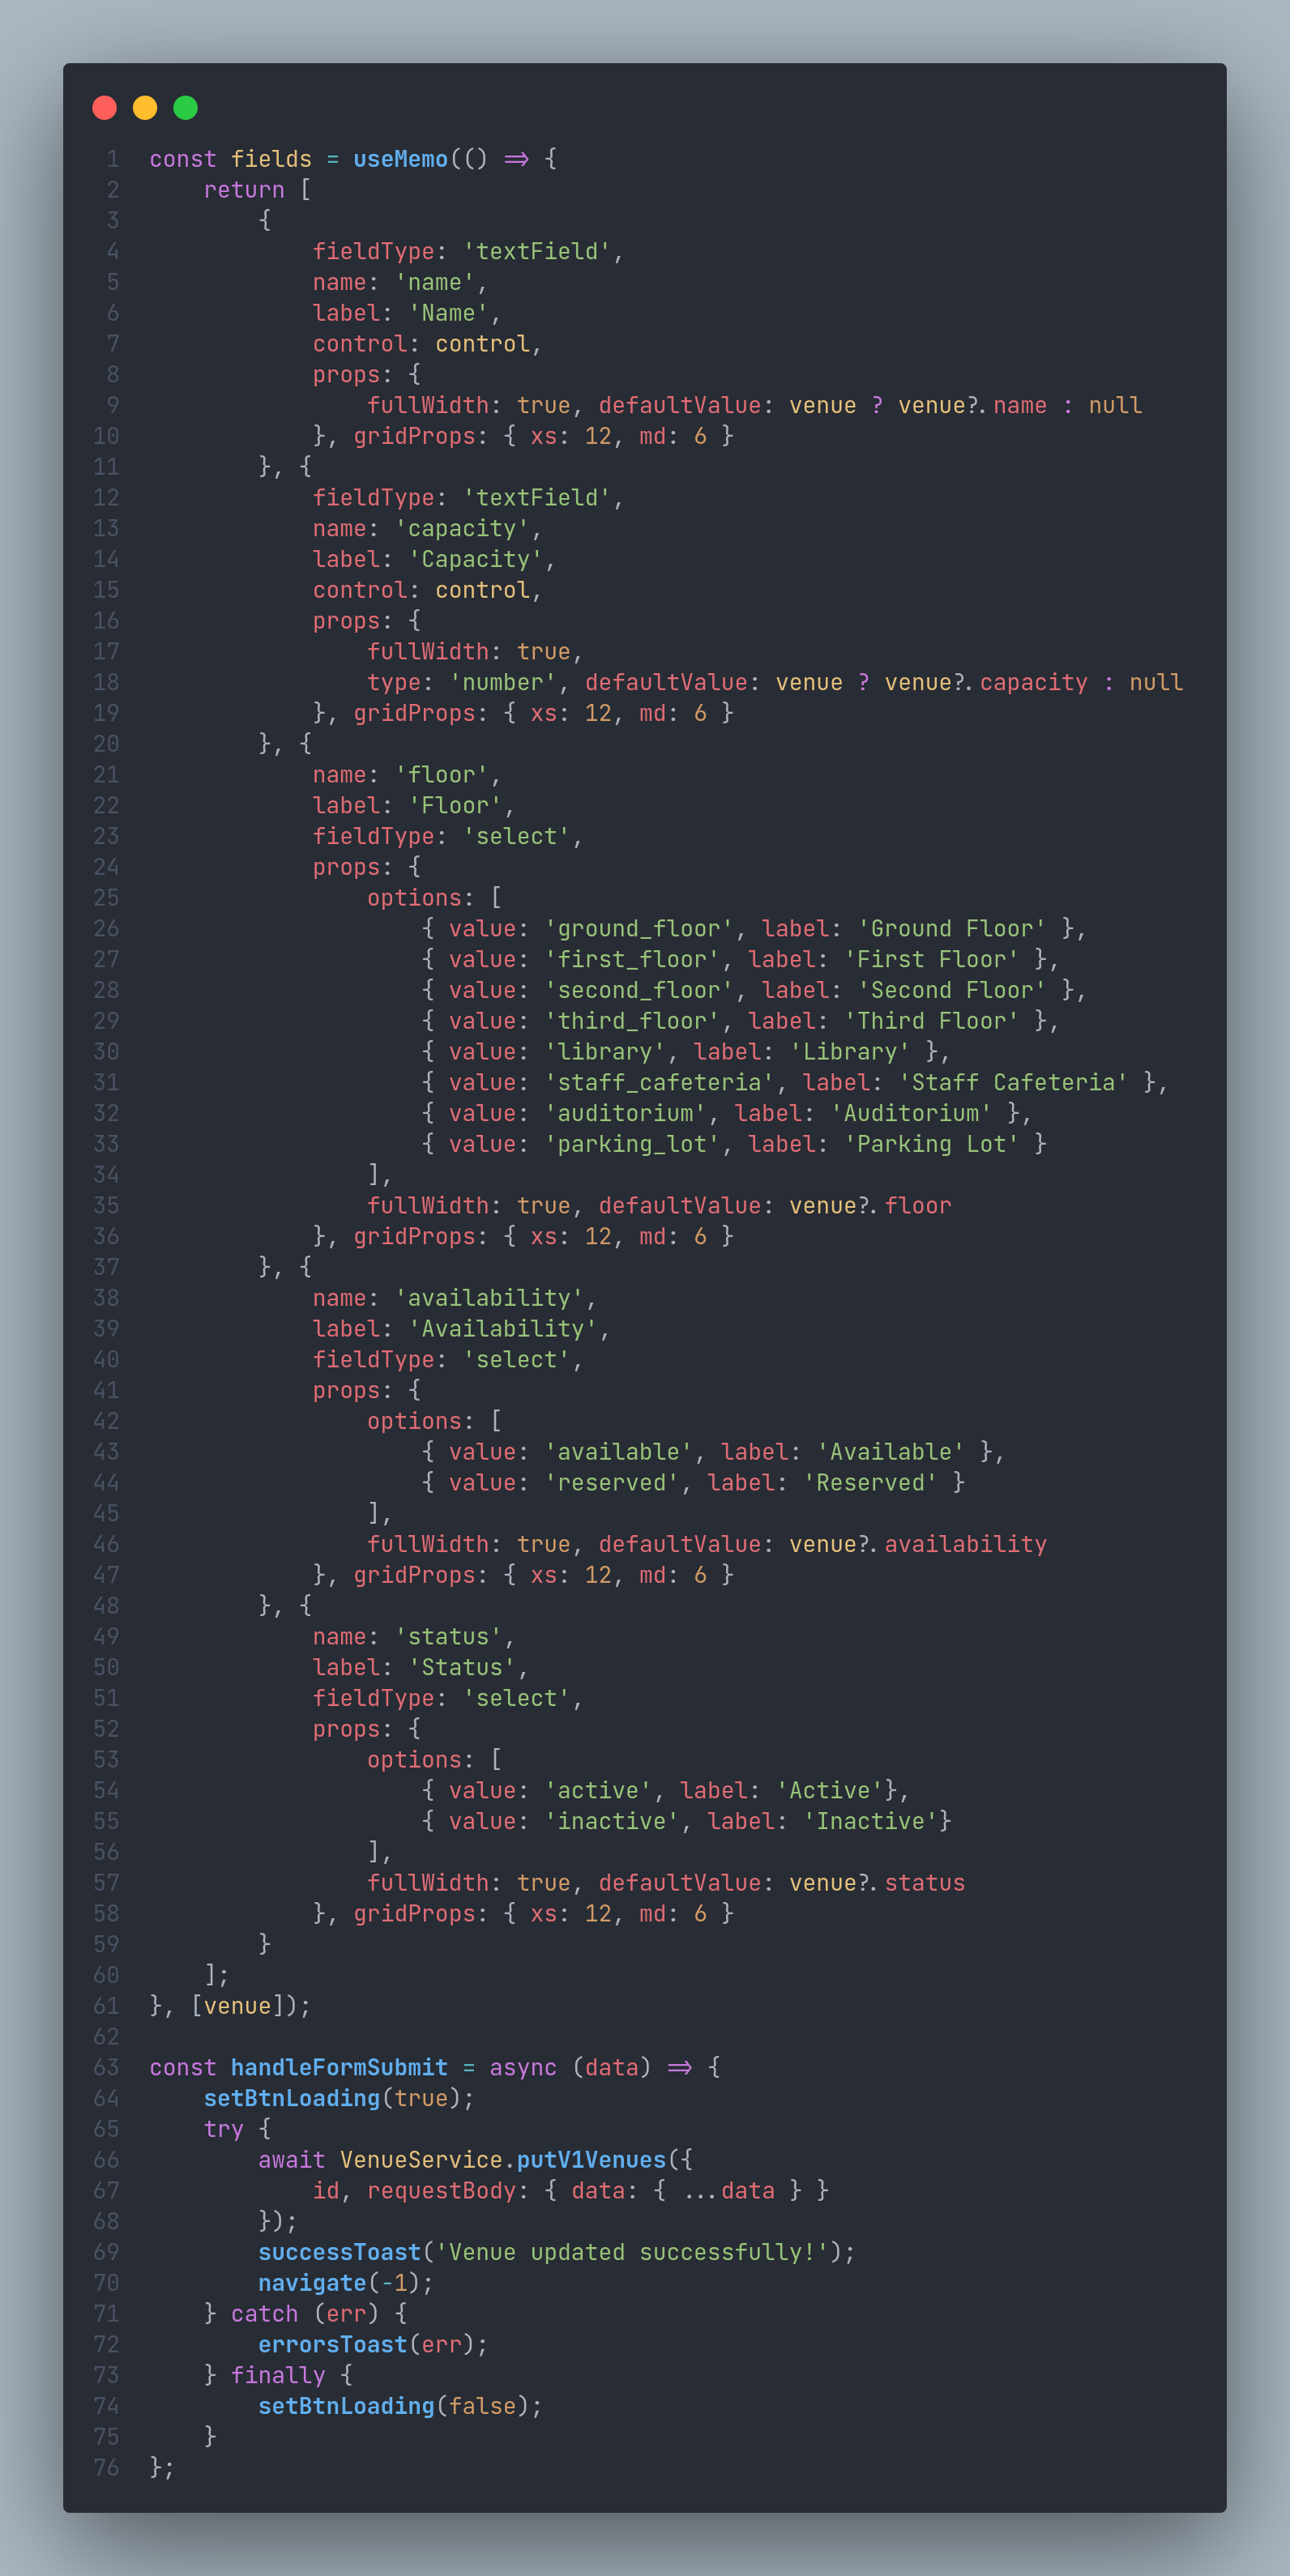 1 const fields = useMemo(() => {
2     return [
3         {
4             fieldType: 'textField',
5             name: 'name',
6             label: 'Name',
7             control: control,
8             props: {
9                 fullWidth: true, defaultValue: venue ? venue?.name : null
10             }, gridProps: { xs: 12, md: 6 }
11         }, {
12             fieldType: 'textField',
13             name: 'capacity',
14             label: 'Capacity',
15             control: control,
16             props: {
17                 fullWidth: true,
18                 type: 'number', defaultValue: venue ? venue?.capacity : null
19             }, gridProps: { xs: 12, md: 6 }
20         }, {
21             name: 'floor',
22             label: 'Floor',
23             fieldType: 'select',
24             props: {
25                 options: [
26                     { value: 'ground_floor', label: 'Ground Floor' },
27                     { value: 'first_floor', label: 'First Floor' },
28                     { value: 'second_floor', label: 'Second Floor' },
29                     { value: 'third_floor', label: 'Third Floor' },
30                     { value: 'library', label: 'Library' },
31                     { value: 'staff_cafeteria', label: 'Staff Cafeteria' },
32                     { value: 'auditorium', label: 'Auditorium' },
33                     { value: 'parking_lot', label: 'Parking Lot' }
34                 ],
35                 fullWidth: true, defaultValue: venue?.floor
36             }, gridProps: { xs: 12, md: 6 }
37         }, {
38             name: 'availability',
39             label: 'Availability',
40             fieldType: 'select',
41             props: {
42                 options: [
43                     { value: 'available', label: 'Available' },
44                     { value: 'reserved', label: 'Reserved' }
45                 ],
46                 fullWidth: true, defaultValue: venue?.availability
47             }, gridProps: { xs: 12, md: 6 }
48         }, {
49             name: 'status',
50             label: 'Status',
51             fieldType: 'select',
52             props: {
53                 options: [
54                     { value: 'active', label: 'Active'},
55                     { value: 'inactive', label: 'Inactive'}
56                 ],
57                 fullWidth: true, defaultValue: venue?.status
58             }, gridProps: { xs: 12, md: 6 }
59         }
60     ];
61 }, [venue]);
62
63 const handleFormSubmit = async (data) => {
64     setBtnLoading(true);
65     try {
66         await VenueService.putV1Venues({
67             id, requestBody: { data: { ...data } }
68         });
69         successToast('Venue updated successfully!');
70         navigate(-1);
71     } catch (err) {
72         errorsToast(err);
73     } finally {
74         setBtnLoading(false);
75     }
76 };